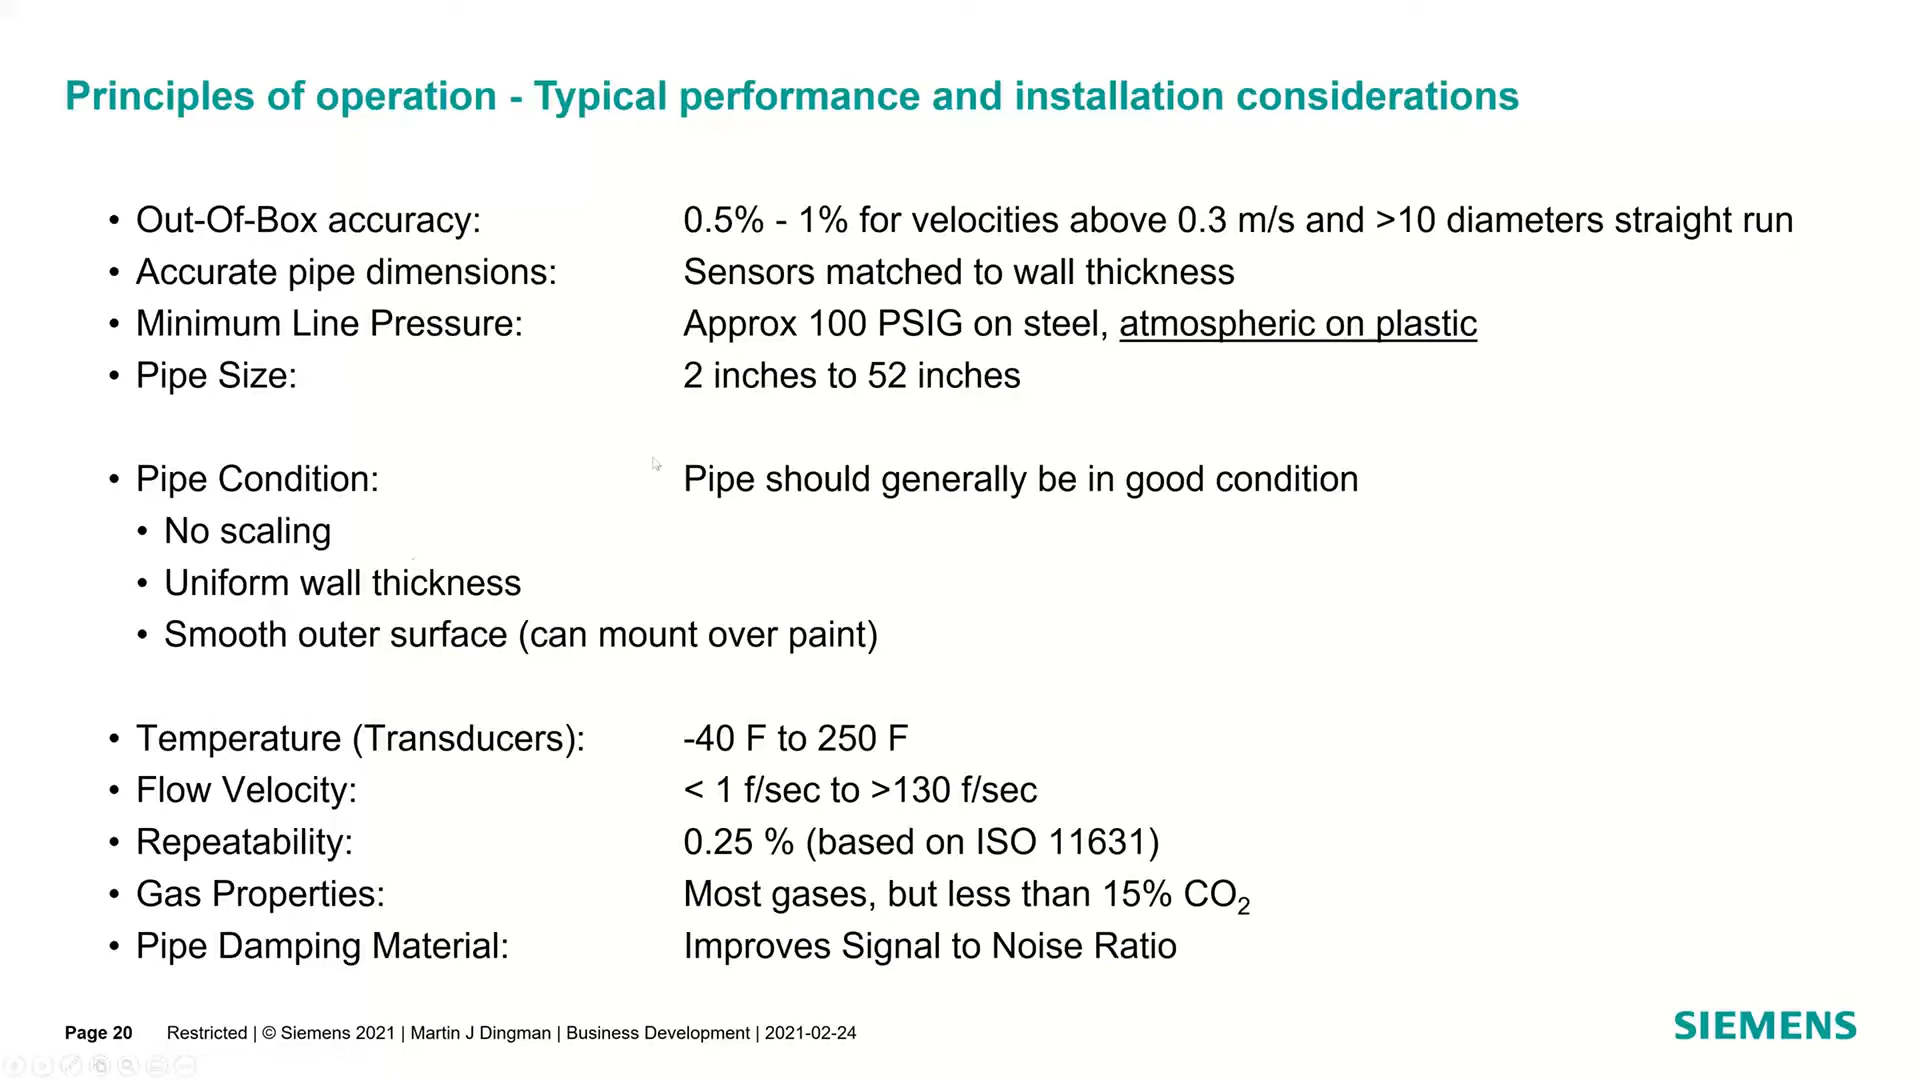 Principles of operation - Typical performance and installation considerations
• Out-Of-Box accuracy: 0.5% - 1% for velocities above 0.3 m/s and >10 diameters straight run
• Accurate pipe dimensions: Sensors matched to wall thickness
• Minimum Line Pressure: Approx 100 PSIG on steel, atmospheric on plastic
• Pipe Size: 2 inches to 52 inches
• Pipe Condition: Pipe should generally be in good condition
• No scaling
• Uniform wall thickness
• Smooth outer surface (can mount over paint)
• Temperature (Transducers): -40 F to 250 F
• Flow Velocity: < 1 f/sec to >130 f/sec
• Repeatability: 0.25 % (based on ISO 11631)
• Gas Properties: Most gases, but less than 15% CO₂
• Pipe Damping Material: Improves Signal to Noise Ratio
Page 20 Restricted | © Siemens 2021 | Martin J Dingman | Business Development | 2021-02-24
SIEMENS